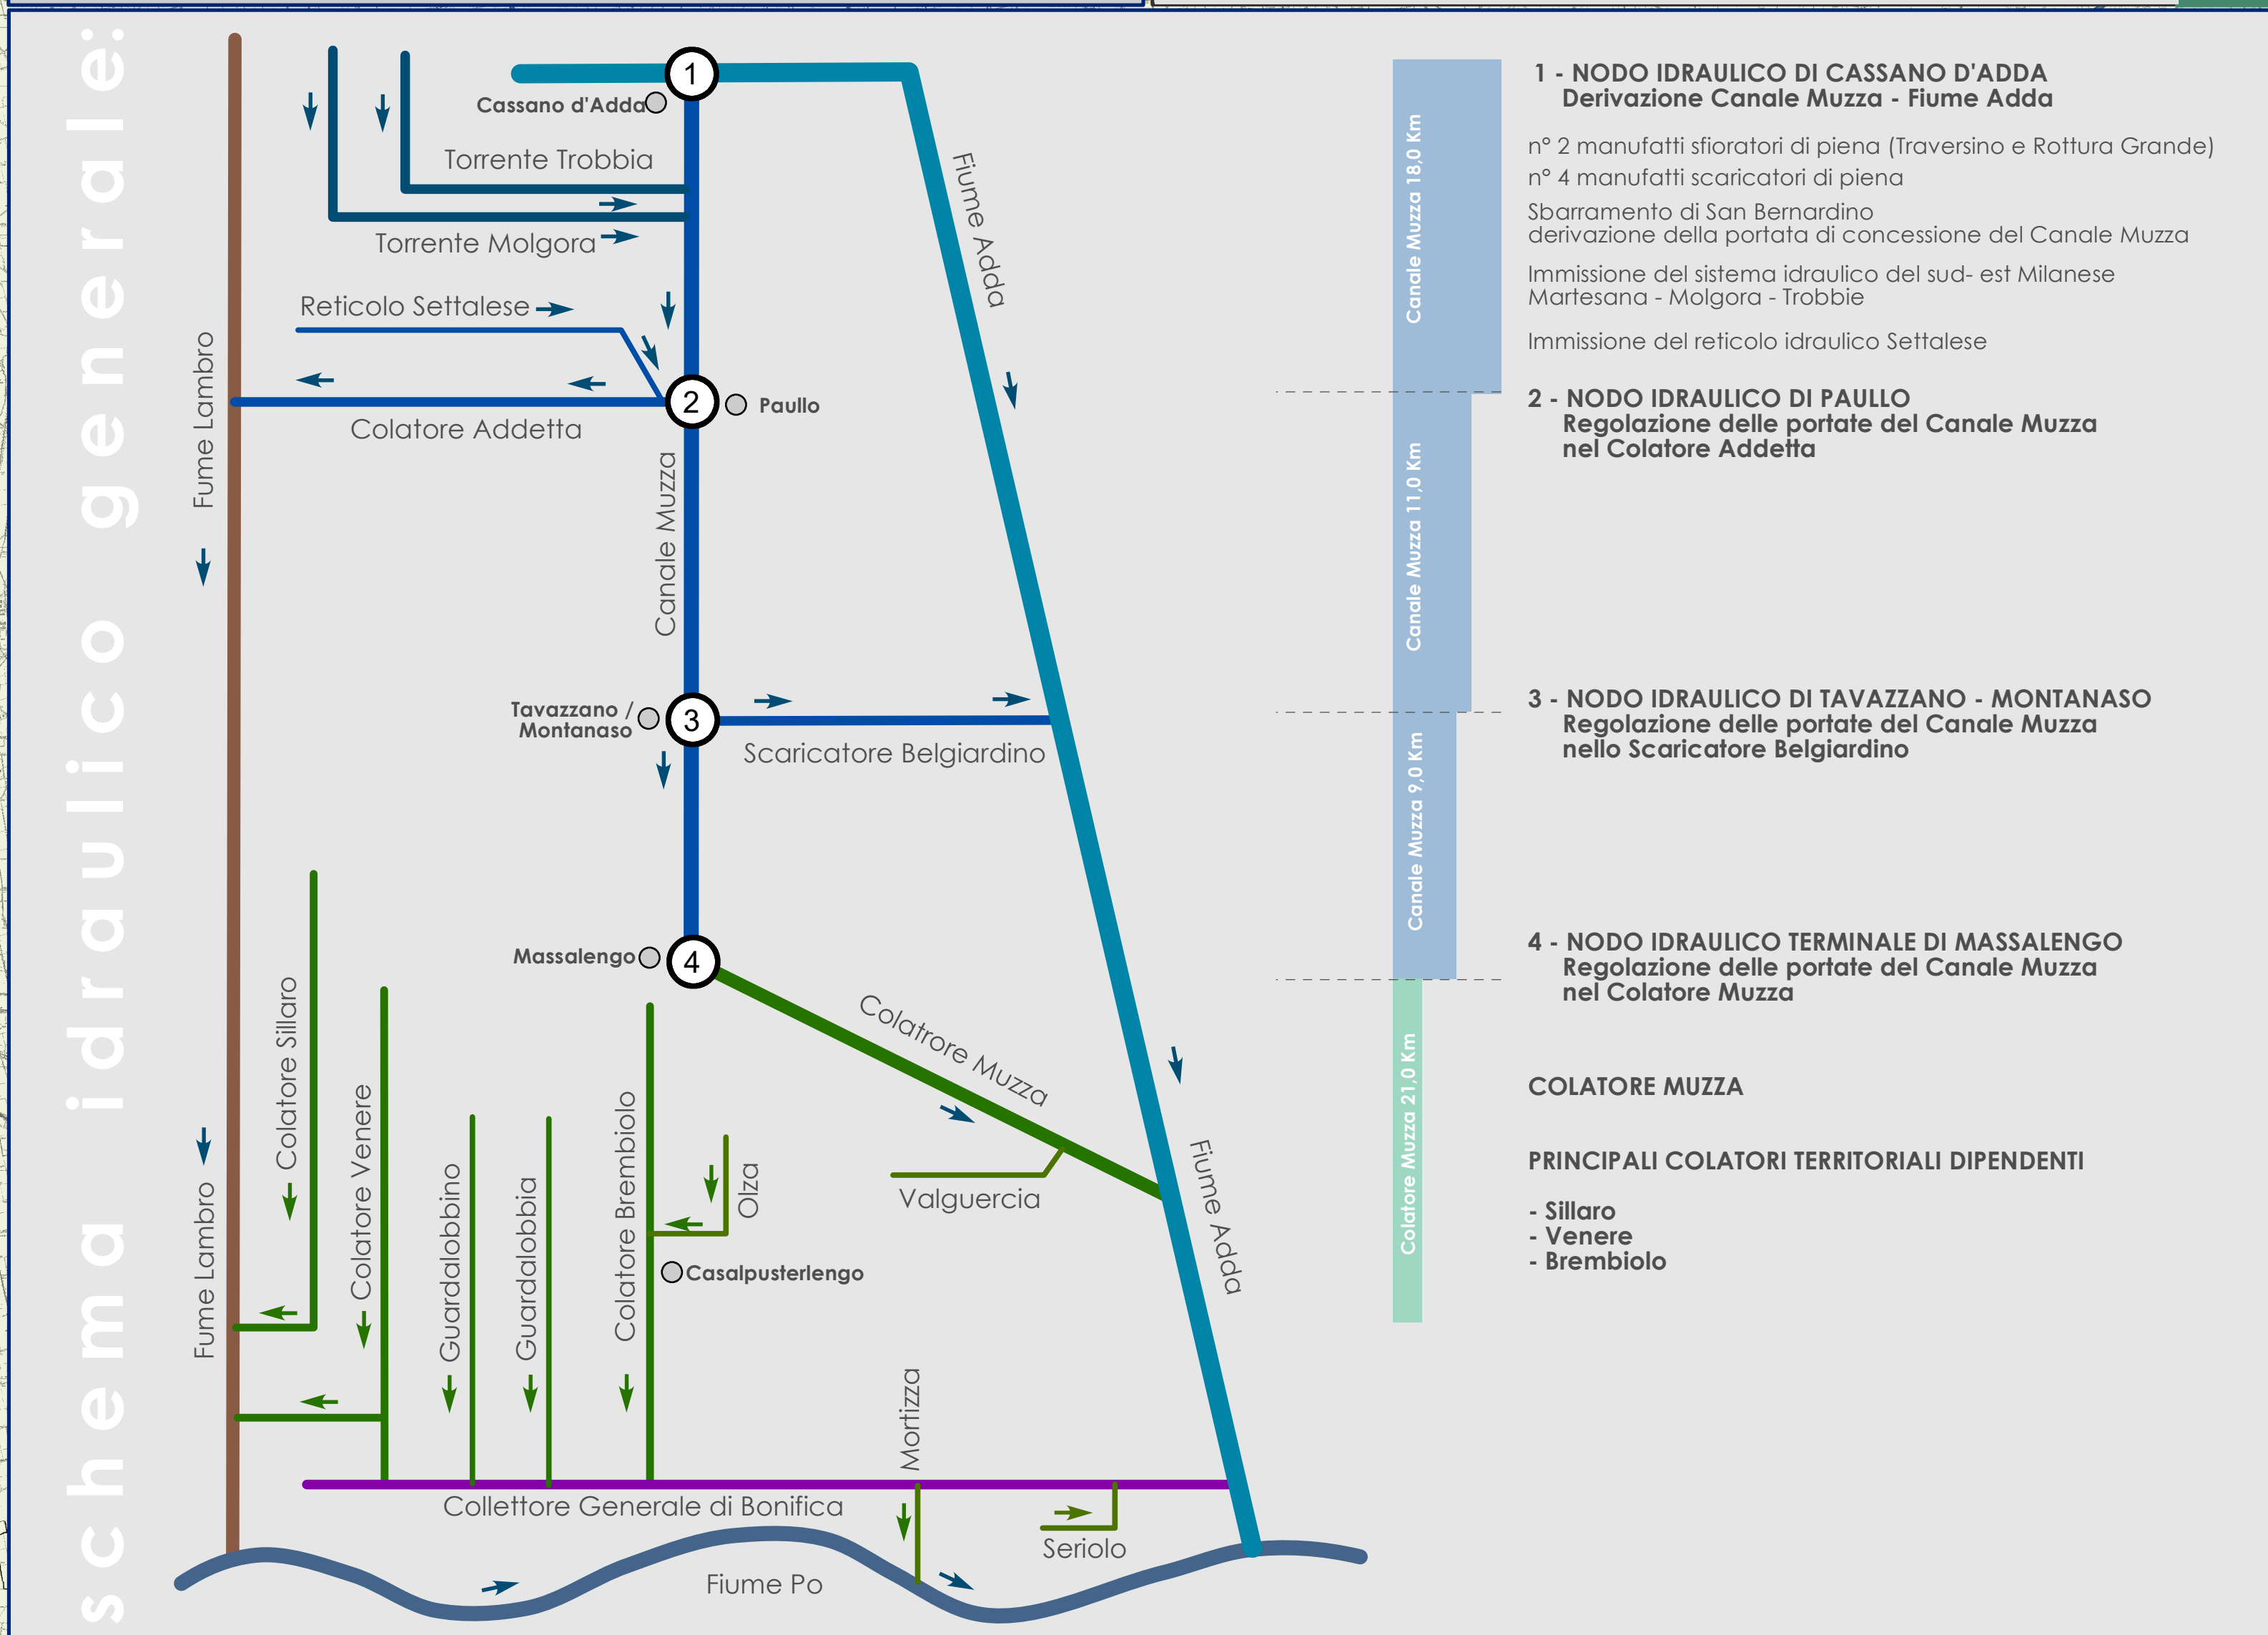 schema idraulico generale:
1
Cassano d'Adda
Torrente Trobbia
Torrente Molgora
Reticolo Settalese
Fume Lambro
Colatore Addetta
2
Paullo
Canale Muzza
Fiume Adda
Tavazzano /
Montanaso
3
Scaricatore Belgiardino
Massalengo
4
Colatrore Muzza
Valguercia
Fiume Adda
Colatore Sillaro
Colatore Venere
Fume Lambro
Guardalobbino
Guardalobbia
Colatore Brembiolo
Olza
Casalpusterlengo
Mortizza
Collettore Generale di Bonifica
Seriolo
Fiume Po
Canale Muzza 18,0 Km
Canale Muzza 11,0 Km
Canale Muzza 9,0 Km
Colatore Muzza 21,0 Km
1 - NODO IDRAULICO DI CASSANO D'ADDA
Derivazione Canale Muzza - Fiume Adda
n° 2 manufatti sfioratori di piena (Traversino e Rottura Grande)
n° 4 manufatti scaricatori di piena
Sbarramento di San Bernardino
derivazione della portata di concessione del Canale Muzza
Immissione del sistema idraulico del sud- est Milanese
Martesana - Molgora - Trobbie
Immissione del reticolo idraulico Settalese
2 - NODO IDRAULICO DI PAULLO
Regolazione delle portate del Canale Muzza
nel Colatore Addetta
3 - NODO IDRAULICO DI TAVAZZANO - MONTANASO
Regolazione delle portate del Canale Muzza
nello Scaricatore Belgiardino
4 - NODO IDRAULICO TERMINALE DI MASSALENGO
Regolazione delle portate del Canale Muzza
nel Colatore Muzza
COLATORE MUZZA
PRINCIPALI COLATORI TERRITORIALI DIPENDENTI
- Sillaro
- Venere
- Brembiolo